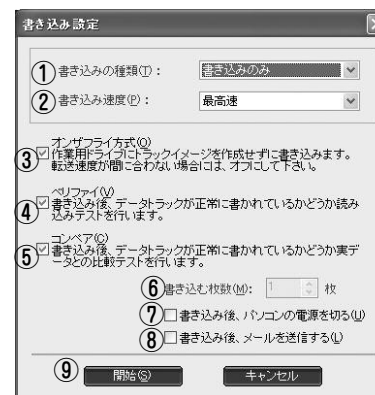 書き込み設定
① 書き込みの種類(T): 書き込みのみ
② 書き込み速度(P): 最高速
オンザフライ方式(O)
③ 作業用ドライブにトラックイメージを作成せずに書き込みます。
転送速度が間に合わない場合には、オフにして下さい。
ベリファイ(V)
④ 書き込み後、データトラックが正常に書かれているかどうか読み
込みテストを行います。
コンペア(C)
⑤ 書き込み後、データトラックが正常に書かれているかどうか実デ
ータとの比較テストを行います。
⑥ 書き込む枚数(M): 1 枚
⑦ 書き込み後、パソコンの電源を切る(U)
⑧ 書き込み後、メールを送信する(L)
⑨ 開始(S) キャンセル